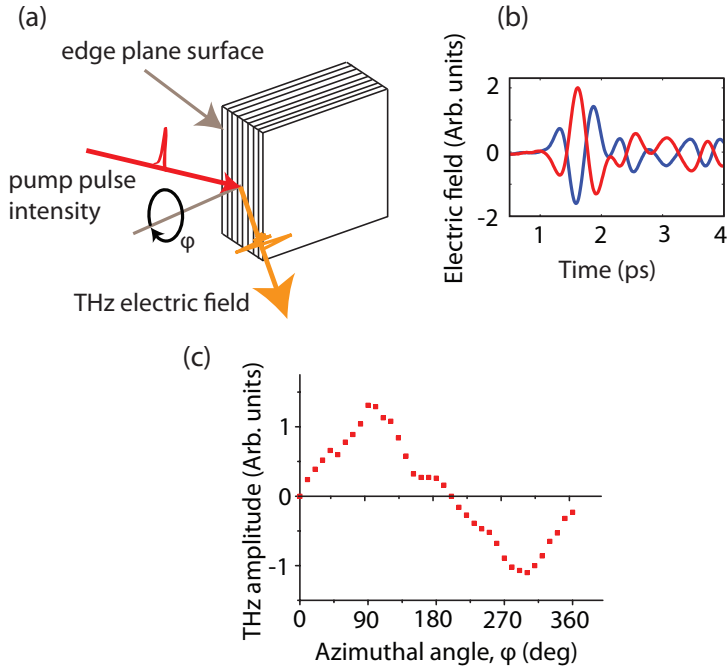 (a)
edge plane surface
pump pulse
intensity
φ
THz electric field
(b)
Electric field (Arb. units)
2
0
-2
1
2
3
4
Time (ps)
(c)
THz amplitude (Arb. units)
1
0
-1
0
90
180
270
360
Azimuthal angle, φ (deg)